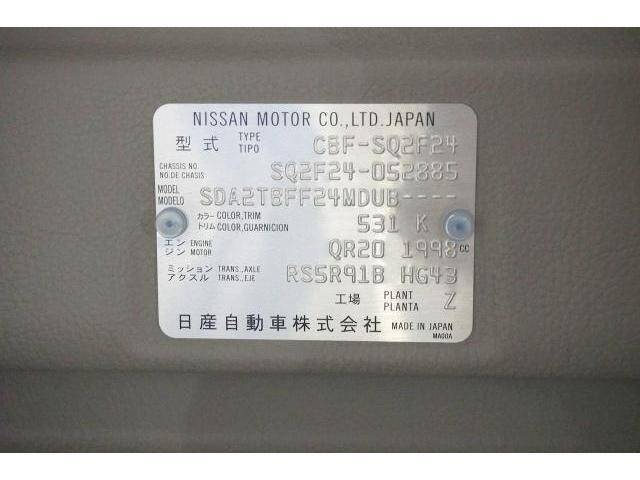 NISSAN MOTOR CO.,LTD.JAPAN
型式 TYPE TIPO CBF-SQ2F24
CHASSIS NO. NO.DE CHASIS SQ2F24-052885
MODEL MODELO SDA2TBFF24MDUB----
カラー トリム COLOR,TRIM COLOR,GUARNICION 531 K
エンジン ENGINE MOTOR QR20 1998 CC
ミッション アクスル TRANS.,AXLE TRANS.,EJE RS5R91B HG43
工場 PLANT PLANTA Z
日産自動車株式会社 MADE IN JAPAN
MA00A